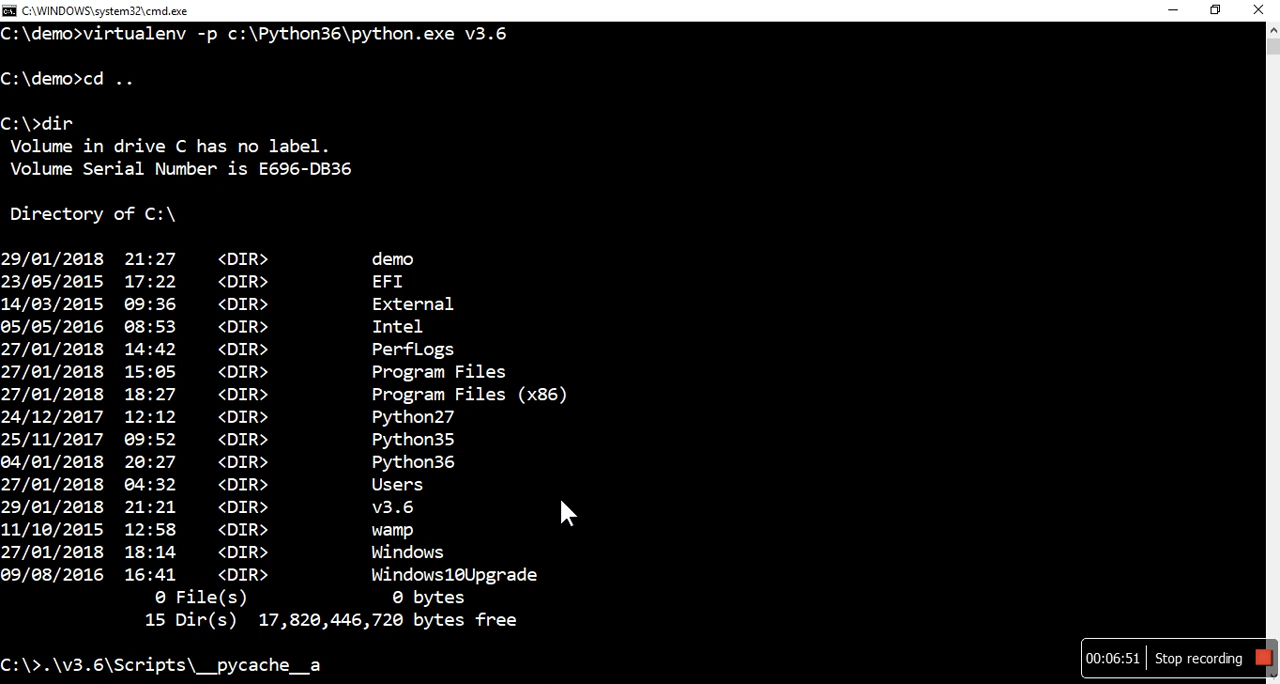 C:\WINDOWS\system32\cmd.exe
C:\demo>virtualenv -p c:\Python36\python.exe v3.6
C:\demo>cd ..
C:\>dir
Volume in drive C has no label.
Volume Serial Number is E696-DB36
Directory of C:\
29/01/2018 21:27 <DIR> demo
23/05/2015 17:22 <DIR> EFI
14/03/2015 09:36 <DIR> External
05/05/2016 08:53 <DIR> Intel
27/01/2018 14:42 <DIR> PerfLogs
27/01/2018 15:05 <DIR> Program Files
27/01/2018 18:27 <DIR> Program Files (x86)
24/12/2017 12:12 <DIR> Python27
25/11/2017 09:52 <DIR> Python35
04/01/2018 20:27 <DIR> Python36
27/01/2018 04:32 <DIR> Users
29/01/2018 21:21 <DIR> v3.6
11/10/2015 12:58 <DIR> wamp
27/01/2018 18:14 <DIR> Windows
09/08/2016 16:41 <DIR> Windows10Upgrade
0 File(s) 0 bytes
15 Dir(s) 17,820,446,720 bytes free
C:\>.\v3.6\Scripts\__pycache__a
00:06:51 Stop recording